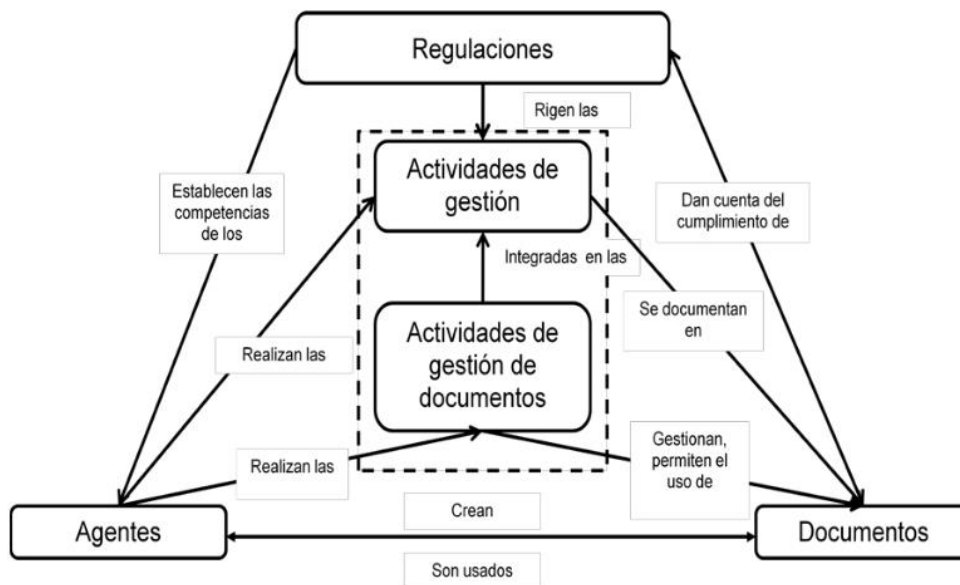 Regulaciones
Rigen las
Actividades de
gestión
Establecen las
competencias
de los
Dan cuenta del
cumplimiento de
Integradas en las
Se documentan
en
Realizan las
Actividades de
gestión de
documentos
Gestionan,
permiten el
uso de
Realizan las
Agentes
Crean
Documentos
Son usados